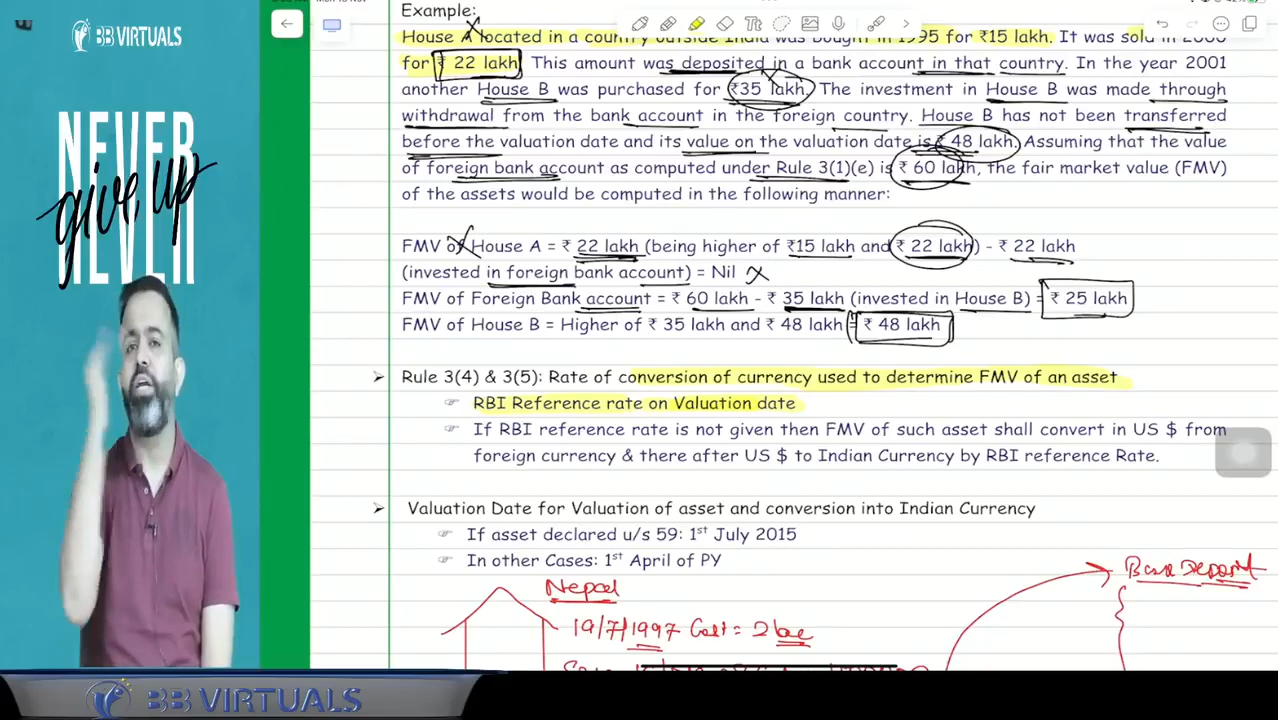 BB VIRTUALS
NEVER
give up
NEVER
Example:
House A located in a country outside India was bought in 1995 for ₹15 lakh. It was sold in
for ₹ 22 lakh. This amount was deposited in a bank account in that country. In the year 2001
another House B was purchased for ₹35 lakh. The investment in House B was made through
withdrawal from the bank account in the foreign country. House B has not been transferred
before the valuation date and its value on the valuation date is ₹ 48 lakh. Assuming that the value
of foreign bank account as computed under Rule 3(1)(e) is ₹ 60 lakh, the fair market value (FMV)
of the assets would be computed in the following manner:
FMV of House A = ₹ 22 lakh (being higher of ₹15 lakh and ₹ 22 lakh) - ₹ 22 lakh
(invested in foreign bank account) = Nil
FMV of Foreign Bank account = ₹ 60 lakh - ₹ 35 lakh (invested in House B) = ₹ 25 lakh
FMV of House B = Higher of ₹ 35 lakh and ₹ 48 lakh = ₹ 48 lakh
➢ Rule 3(4) & 3(5): Rate of conversion of currency used to determine FMV of an asset
☞ RBI Reference rate on Valuation date
☞ If RBI reference rate is not given then FMV of such asset shall convert in US $ from
foreign currency & there after US $ to Indian Currency by RBI reference Rate.
➢ Valuation Date for Valuation of asset and conversion into Indian Currency
☞ If asset declared u/s 59: 1st July 2015
☞ In other Cases: 1st April of PY
Nepal
Bank Deposit
19/7/1997 Cost = 2 lac
BB VIRTUALS